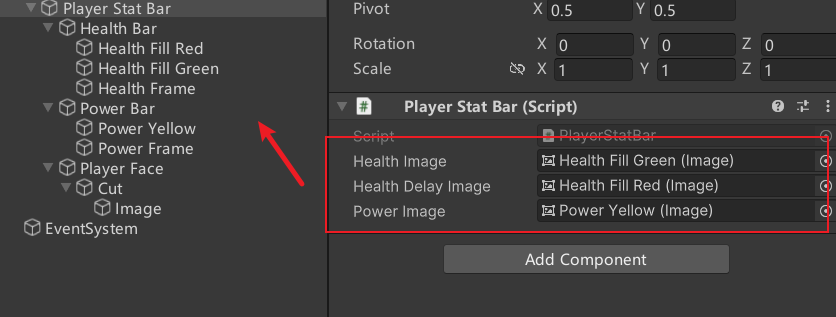 Player Stat Bar
Health Bar
Health Fill Red
Health Fill Green
Health Frame
Power Bar
Power Yellow
Power Frame
Player Face
Cut
Image
EventSystem
Pivot X 0.5 Y 0.5
Rotation X 0 Y 0 Z 0
Scale X 1 Y 1 Z 1
# Player Stat Bar (Script)
Script PlayerStatBar
Health Image Health Fill Green (Image)
Health Delay Image Health Fill Red (Image)
Power Image Power Yellow (Image)
Add Component